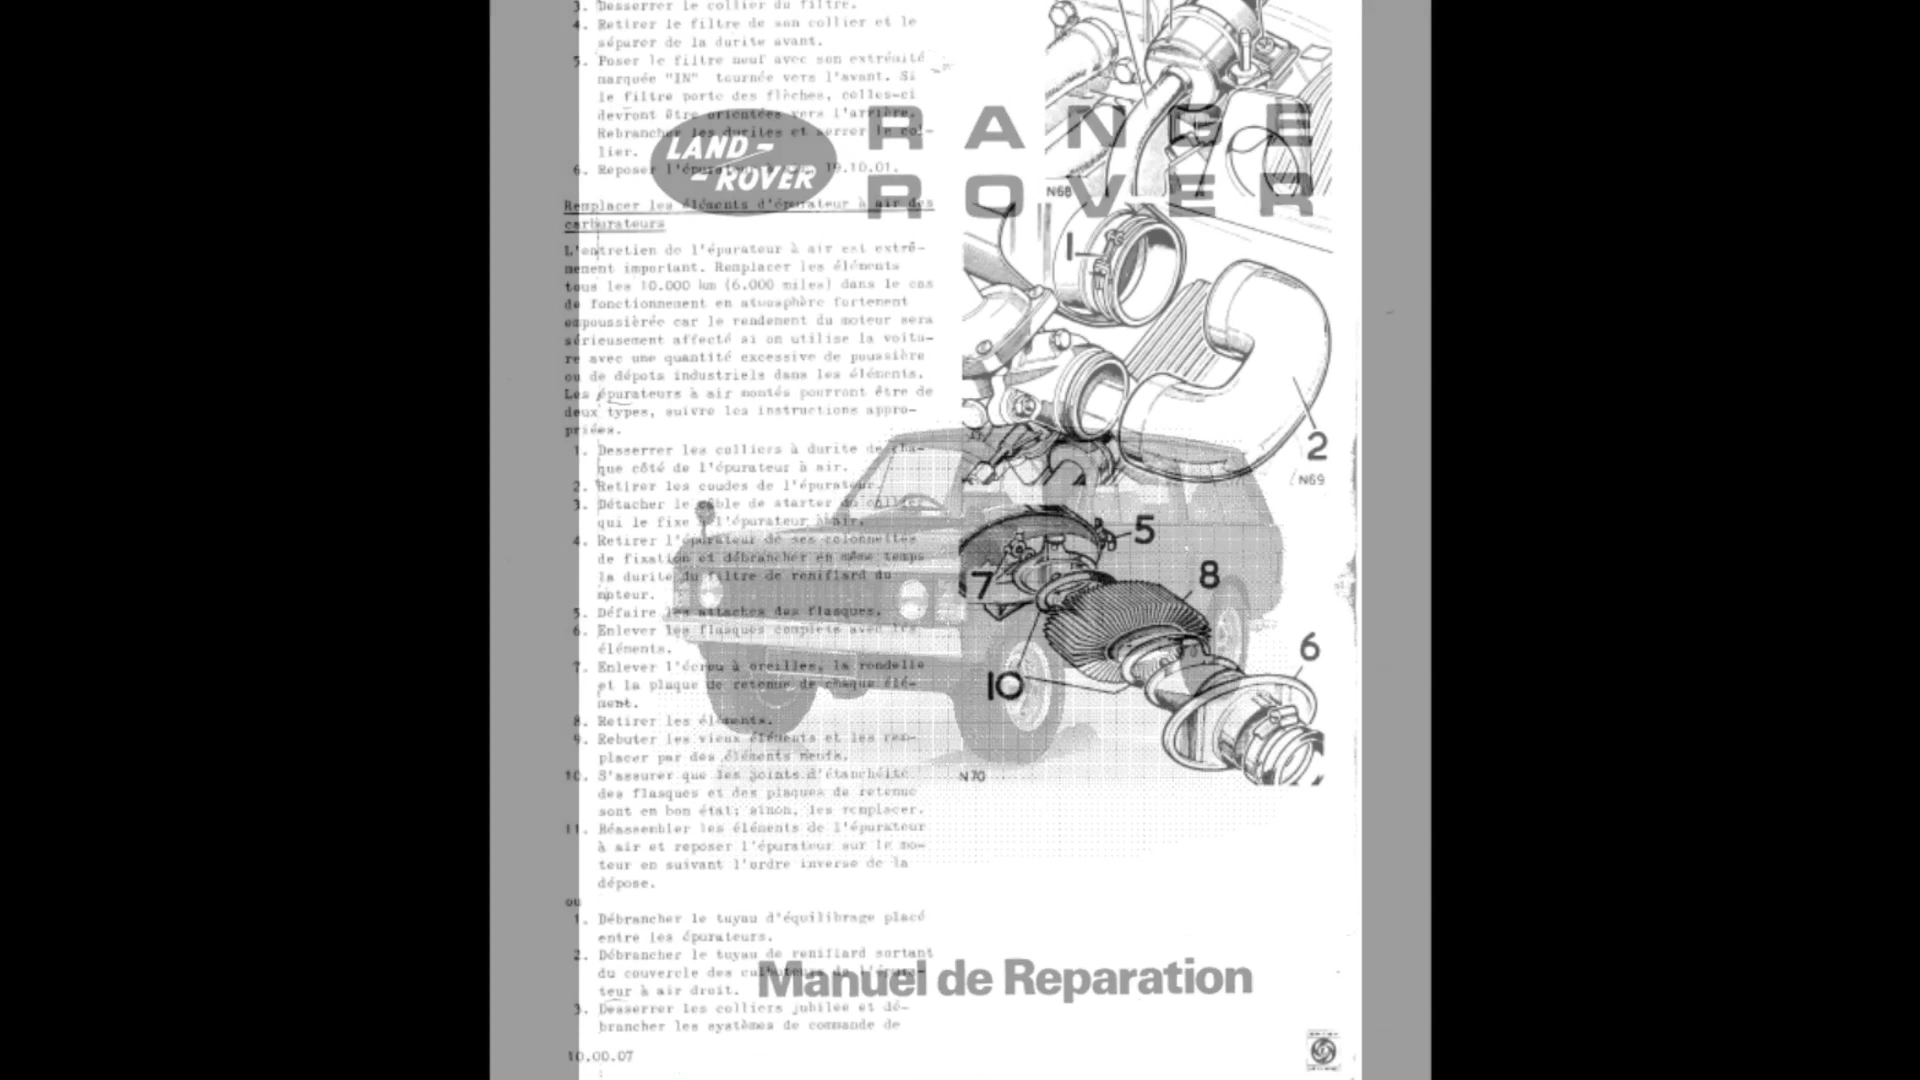 3. Desserrer le collier du filtre.
4. Retirer le filtre de son collier et le
séparer de la durite avant.
5. Poser le filtre neuf avec son extrémité
marquée "IN" tournée vers l'avant. Si
le filtre porte des flèches, celles-ci
devront être orientées vers l'arrière.
Rebrancher les durites et serrer le col-
lier.
6. Reposer l'épurateur 19.10.01.
LAND-
-ROVER
RANGE
ROVER
Remplacer les éléments d'épurateur à air des
carburateurs
L'entretien de l'épurateur à air est extrê-
mement important. Remplacer les éléments
tous les 10.000 km (6.000 miles) dans le cas
de fonctionnement en atmosphère fortement
empoussièrée car le rendement du moteur sera
sérieusement affecté si on utilise la voitu-
re avec une quantité excessive de poussière
ou de dépots industriels dans les éléments.
Les épurateurs à air montés pourront être de
deux types, suivre les instructions appro-
priées.
1. Desserrer les colliers à durite de cha-
que côté de l'épurateur à air.
2. Retirer les coudes de l'épurateur.
3. Détacher le câble de starter du collier
qui le fixe à l'épurateur à air.
4. Retirer l'épurateur de ses colonnettes
de fixation et débrancher en même temps
la durite du filtre de reniflard du
moteur.
5. Défaire les attaches des flasques.
6. Enlever les flasques complets avec les
éléments.
7. Enlever l'écrou à oreilles, la rondelle
et la plaque de retenue de chaque élé-
ment.
8. Retirer les éléments.
9. Rebuter les vieux éléments et les rem-
placer par des éléments neufs.
10. S'assurer que les joints d'étanchéité
des flasques et des plaques de retenue
sont en bon état; sinon, les remplacer.
11. Réassembler les éléments de l'épurateur
à air et reposer l'épurateur sur le mo-
teur en suivant l'ordre inverse de la
dépose.
ou
1. Débrancher le tuyau d'équilibrage placé
entre les épurateurs.
2. Débrancher le tuyau de reniflard sortant
du couvercle des culbuteurs de l'épura-
teur à air droit.
3. Desserrer les colliers jubilee et dé-
brancher les systèmes de commande de
10.00.07
N68
1
2
N69
5
7
8
10
6
N70
Manuel de Reparation